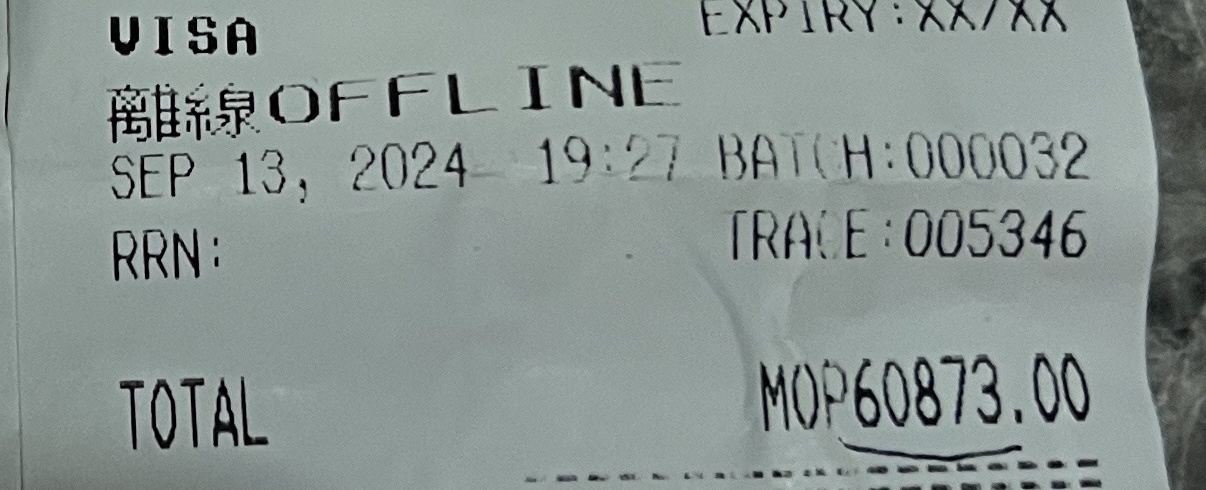 VISA EXPIRY:XX/XX
離線OFFLINE
SEP 13, 2024 19:27 BATCH:000032
RRN: TRACE:005346
TOTAL MOP60873.00